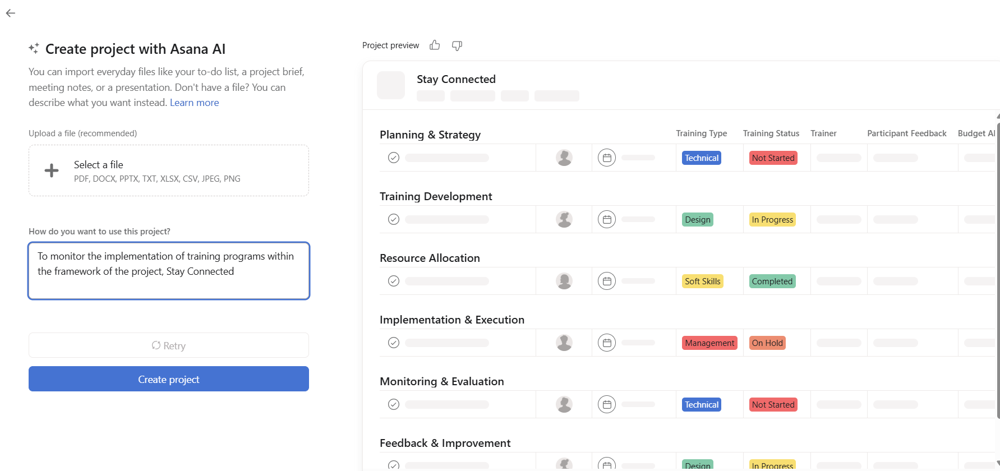 Create project with Asana AI
You can import everyday files like your to-do list, a project brief,
meeting notes, or a presentation. Don't have a file? You can
describe what you want instead. Learn more
Upload a file (recommended)
Select a file
PDF, DOCX, PPTX, TXT, XLSX, CSV, JPEG, PNG
How do you want to use this project?
To monitor the implementation of training programs within
the framework of the project, Stay Connected
Retry
Create project
Project preview
Stay Connected
Planning & Strategy Training Type Training Status Trainer Participant Feedback Budget Al
Technical Not Started
Training Development
Design In Progress
Resource Allocation
Soft Skills Completed
Implementation & Execution
Management On Hold
Monitoring & Evaluation
Technical Not Started
Feedback & Improvement
Design In Progress